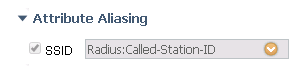 Attribute Aliasing
SSID Radius:Called-Station-ID